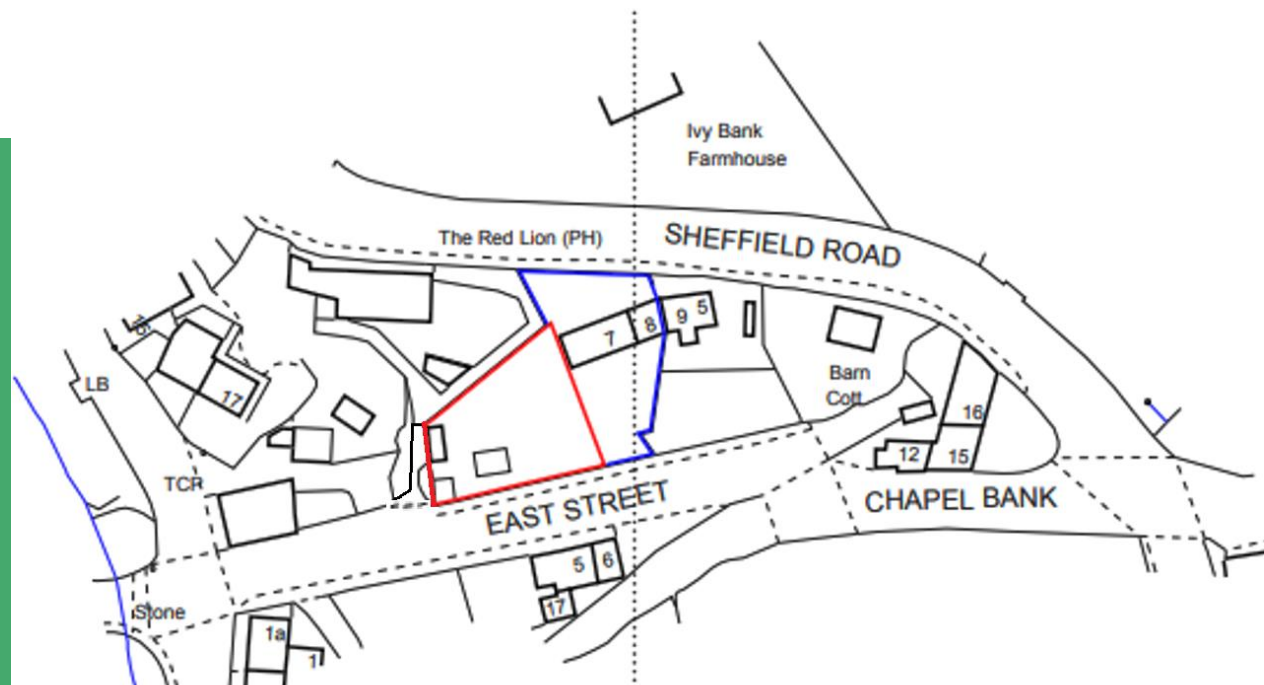 Ivy Bank
Farmhouse
The Red Lion (PH)
SHEFFIELD ROAD
16
LB
17
7
8
9
5
Barn
Cott
16
12
15
TCR
EAST STREET
CHAPEL BANK
5
6
17
Stone
1a
1